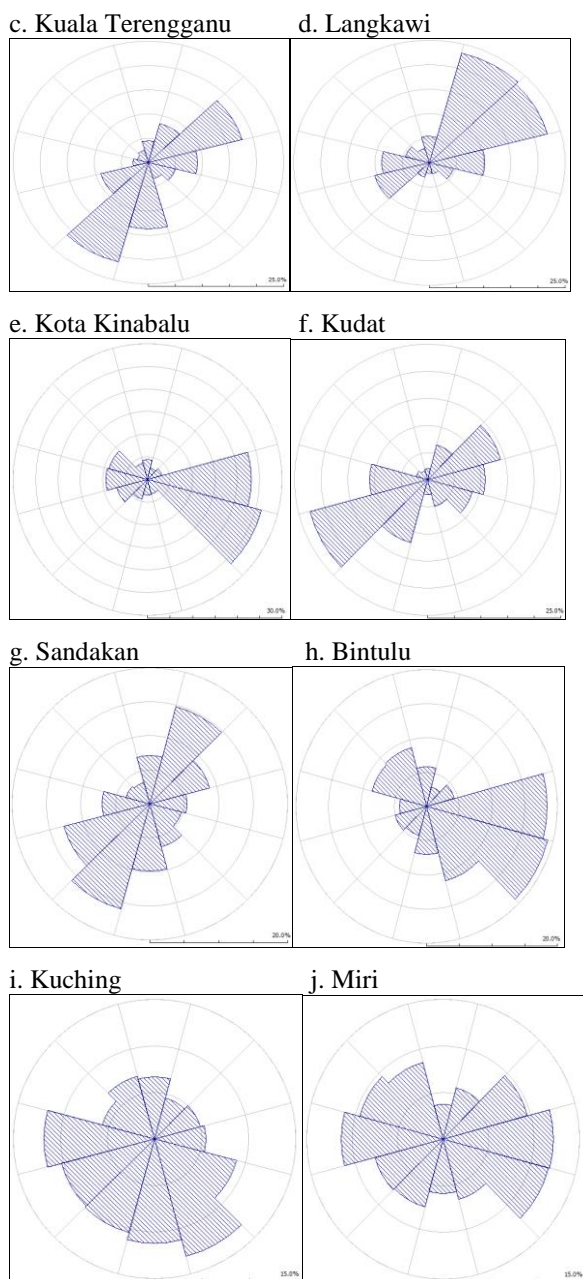 c. Kuala Terengganu d. Langkawi
25.0% 25.0%
e. Kota Kinabalu f. Kudat
30.0% 25.0%
g. Sandakan h. Bintulu
20.0% 20.0%
i. Kuching j. Miri
15.0% 15.0%